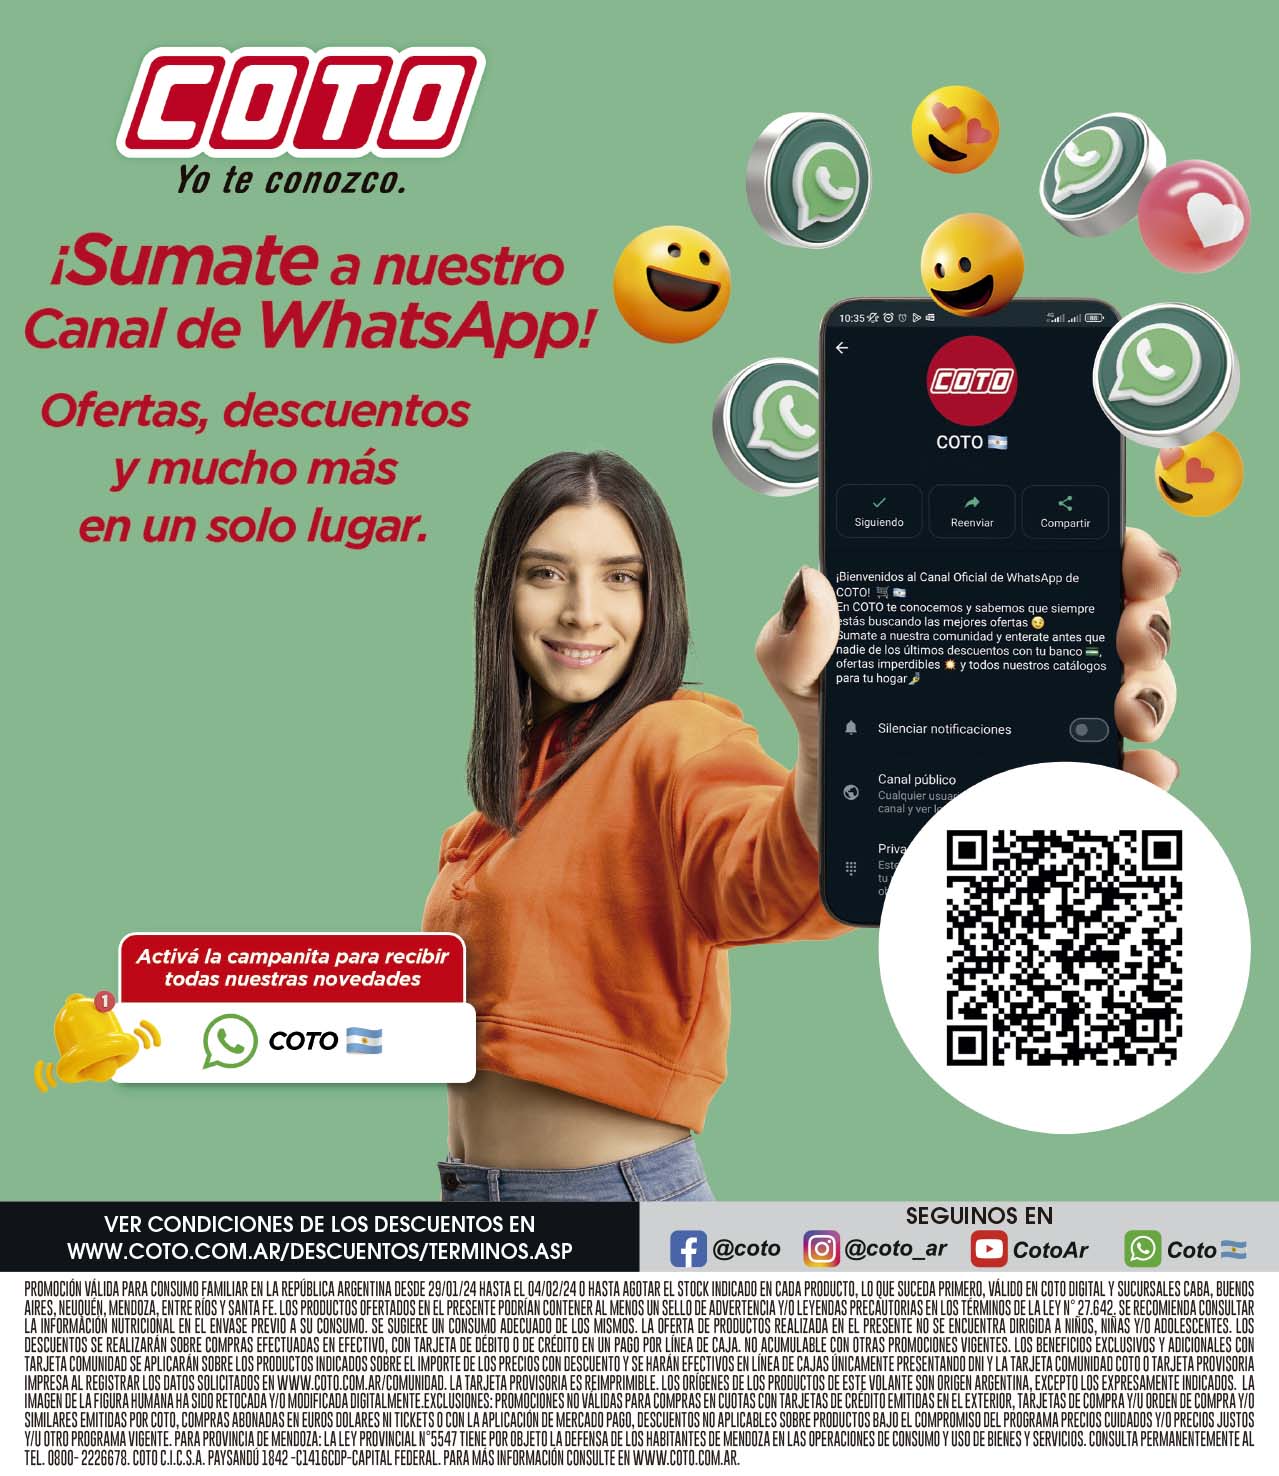 COTO
Yo te conozco.
¡Sumate a nuestro
Canal de WhatsApp!
Ofertas, descuentos
y mucho más
en un solo lugar.
10:35
4G
COTO
COTO 🇦🇷
Siguiendo
Reenviar
Compartir
¡Bienvenidos al Canal Oficial de WhatsApp de
COTO! 🛒 🇦🇷
En COTO te conocemos y sabemos que siempre
estás buscando las mejores ofertas 😏
Sumate a nuestra comunidad y enterate antes que
nadie de los últimos descuentos con tu banco 💳,
ofertas imperdibles 💥 y todos nuestros catálogos
para tu hogar
Silenciar notificaciones
Canal público
Cualquier
canal y ver
Activá la campanita para recibir
todas nuestras novedades
1
COTO 🇦🇷
VER CONDICIONES DE LOS DESCUENTOS EN
WWW.COTO.COM.AR/DESCUENTOS/TERMINOS.ASP
SEGUINOS EN
@coto
@coto_ar
CotoAr
Coto 🇦🇷
PROMOCIÓN VÁLIDA PARA CONSUMO FAMILIAR EN LA REPÚBLICA ARGENTINA DESDE 29/01/24 HASTA EL 04/02/24 O HASTA AGOTAR EL STOCK INDICADO EN CADA PRODUCTO, LO QUE SUCEDA PRIMERO, VÁLIDO EN COTO DIGITAL Y SUCURSALES CABA, BUENOS
AIRES, NEUQUÉN, MENDOZA, ENTRE RÍOS Y SANTA FE. LOS PRODUCTOS OFERTADOS EN EL PRESENTE PODRÍAN CONTENER AL MENOS UN SELLO DE ADVERTENCIA Y/O LEYENDAS PRECAUTORIAS EN LOS TÉRMINOS DE LA LEY N° 27.642. SE RECOMIENDA CONSULTAR
LA INFORMACIÓN NUTRICIONAL EN EL ENVASE PREVIO A SU CONSUMO. SE SUGIERE UN CONSUMO ADECUADO DE LOS MISMOS. LA OFERTA DE PRODUCTOS REALIZADA EN EL PRESENTE NO SE ENCUENTRA DIRIGIDA A NIÑOS, NIÑAS Y/O ADOLESCENTES. LOS
DESCUENTOS SE REALIZARÁN SOBRE COMPRAS EFECTUADAS EN EFECTIVO, CON TARJETA DE DÉBITO O DE CRÉDITO EN UN PAGO POR LÍNEA DE CAJA. NO ACUMULABLE CON OTRAS PROMOCIONES VIGENTES. LOS BENEFICIOS EXCLUSIVOS Y ADICIONALES CON
TARJETA COMUNIDAD SE APLICARÁN SOBRE LOS PRODUCTOS INDICADOS SOBRE EL IMPORTE DE LOS PRECIOS CON DESCUENTO Y SE HARÁN EFECTIVOS EN LÍNEA DE CAJAS ÚNICAMENTE PRESENTANDO DNI Y LA TARJETA COMUNIDAD COTO O TARJETA PROVISORIA
IMPRESA AL REGISTRAR LOS DATOS SOLICITADOS EN WWW.COTO.COM.AR/COMUNIDAD. LA TARJETA PROVISORIA ES REIMPRIMIBLE. LOS ORÍGENES DE LOS PRODUCTOS DE ESTE VOLANTE SON ORIGEN ARGENTINA, EXCEPTO LOS EXPRESAMENTE INDICADOS. LA
IMAGEN DE LA FIGURA HUMANA HA SIDO RETOCADA Y/O MODIFICADA DIGITALMENTE.EXCLUSIONES: PROMOCIONES NO VÁLIDAS PARA COMPRAS EN CUOTAS CON TARJETAS DE CRÉDITO EMITIDAS EN EL EXTERIOR, TARJETAS DE COMPRA Y/U ORDEN DE COMPRA Y/O
SIMILARES EMITIDAS POR COTO, COMPRAS ABONADAS EN EUROS DOLARES NI TICKETS O CON LA APLICACIÓN DE MERCADO PAGO, DESCUENTOS NO APLICABLES SOBRE PRODUCTOS BAJO EL COMPROMISO DEL PROGRAMA PRECIOS CUIDADOS Y/O PRECIOS JUSTOS
Y/U OTRO PROGRAMA VIGENTE. PARA PROVINCIA DE MENDOZA: LA LEY PROVINCIAL N°5547 TIENE POR OBJETO LA DEFENSA DE LOS HABITANTES DE MENDOZA EN LAS OPERACIONES DE CONSUMO Y USO DE BIENES Y SERVICIOS. CONSULTA PERMANENTEMENTE AL
TEL. 0800- 2226678. COTO C.I.C.S.A. PAYSANDÚ 1842 -C1416CDP-CAPITAL FEDERAL. PARA MÁS INFORMACIÓN CONSULTE EN WWW.COTO.COM.AR.